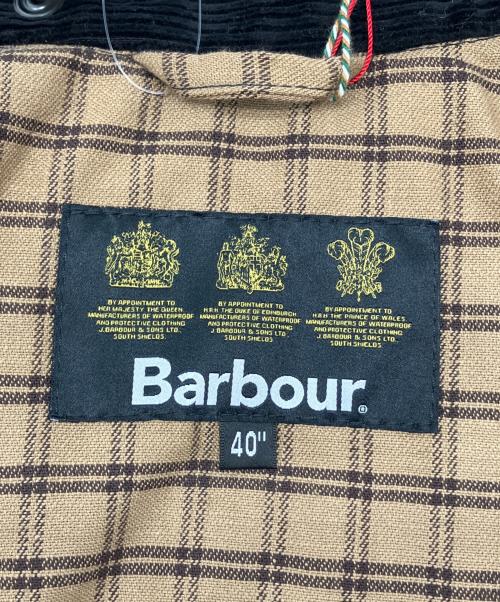 BY APPOINTMENT TO
HER MAJESTY THE QUEEN
MANUFACTURERS OF WATERPROOF
AND PROTECTIVE CLOTHING
J.BARBOUR & SONS LTD.
SOUTH SHIELDS.
BY APPOINTMENT TO
H.R.H. THE DUKE OF EDINBURGH
MANUFACTURERS OF WATERPROOF
AND PROTECTIVE CLOTHING
J.BARBOUR & SONS LTD.
SOUTH SHIELDS.
BY APPOINTMENT TO
H.R.H. THE PRINCE OF WALES
MANUFACTURERS OF WATERPROOF
AND PROTECTIVE CLOTHING
J.BARBOUR & SONS LTD.
SOUTH SHIELDS.
Barbour®
40"